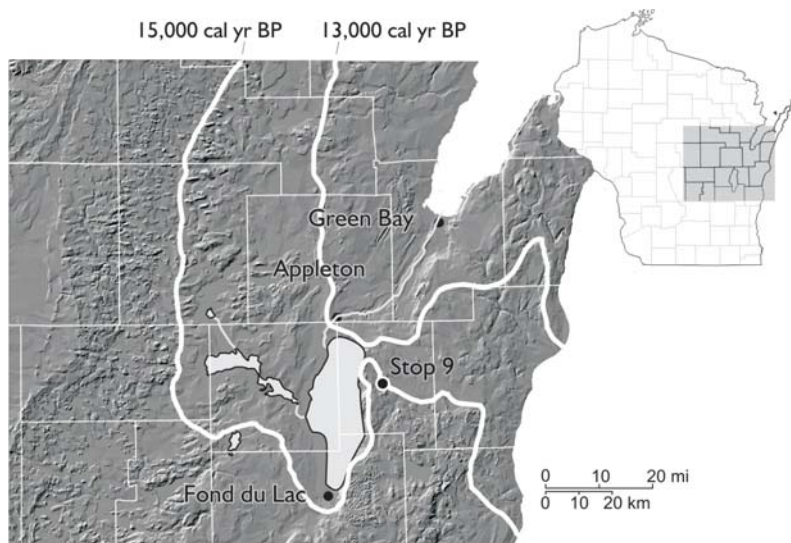 15,000 cal yr BP
13,000 cal yr BP
Green Bay
Appleton
Stop 9
Fond du Lac
0 10 20 mi
0 10 20 km